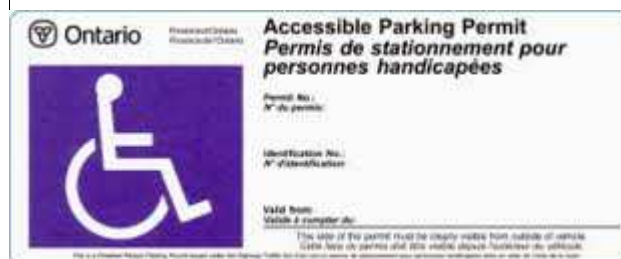 Ontario
Accessible Parking Permit
Permis de stationnement pour
personnes handicapées
Permit No.:
N° du permis:
Identification No.:
N° d'identification:
Valid from:
Valide à compter du:
This side of the permit must be clearly visible from outside of vehicle
Cette face du permis doit être visible depuis l'extérieur du véhicule